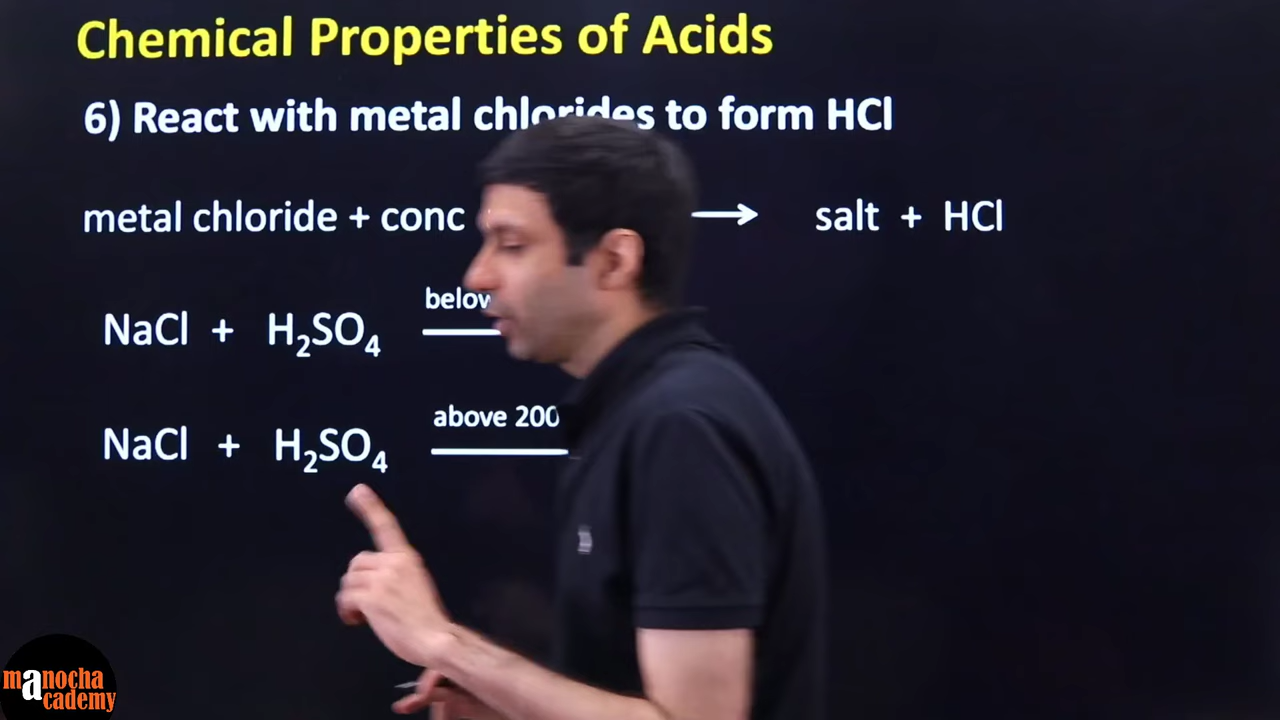 Chemical Properties of Acids
6) React with metal chlorides to form HCl
metal chloride + conc → salt + HCl
below
NaCl + H₂SO₄
above 200
NaCl + H₂SO₄
manocha
academy